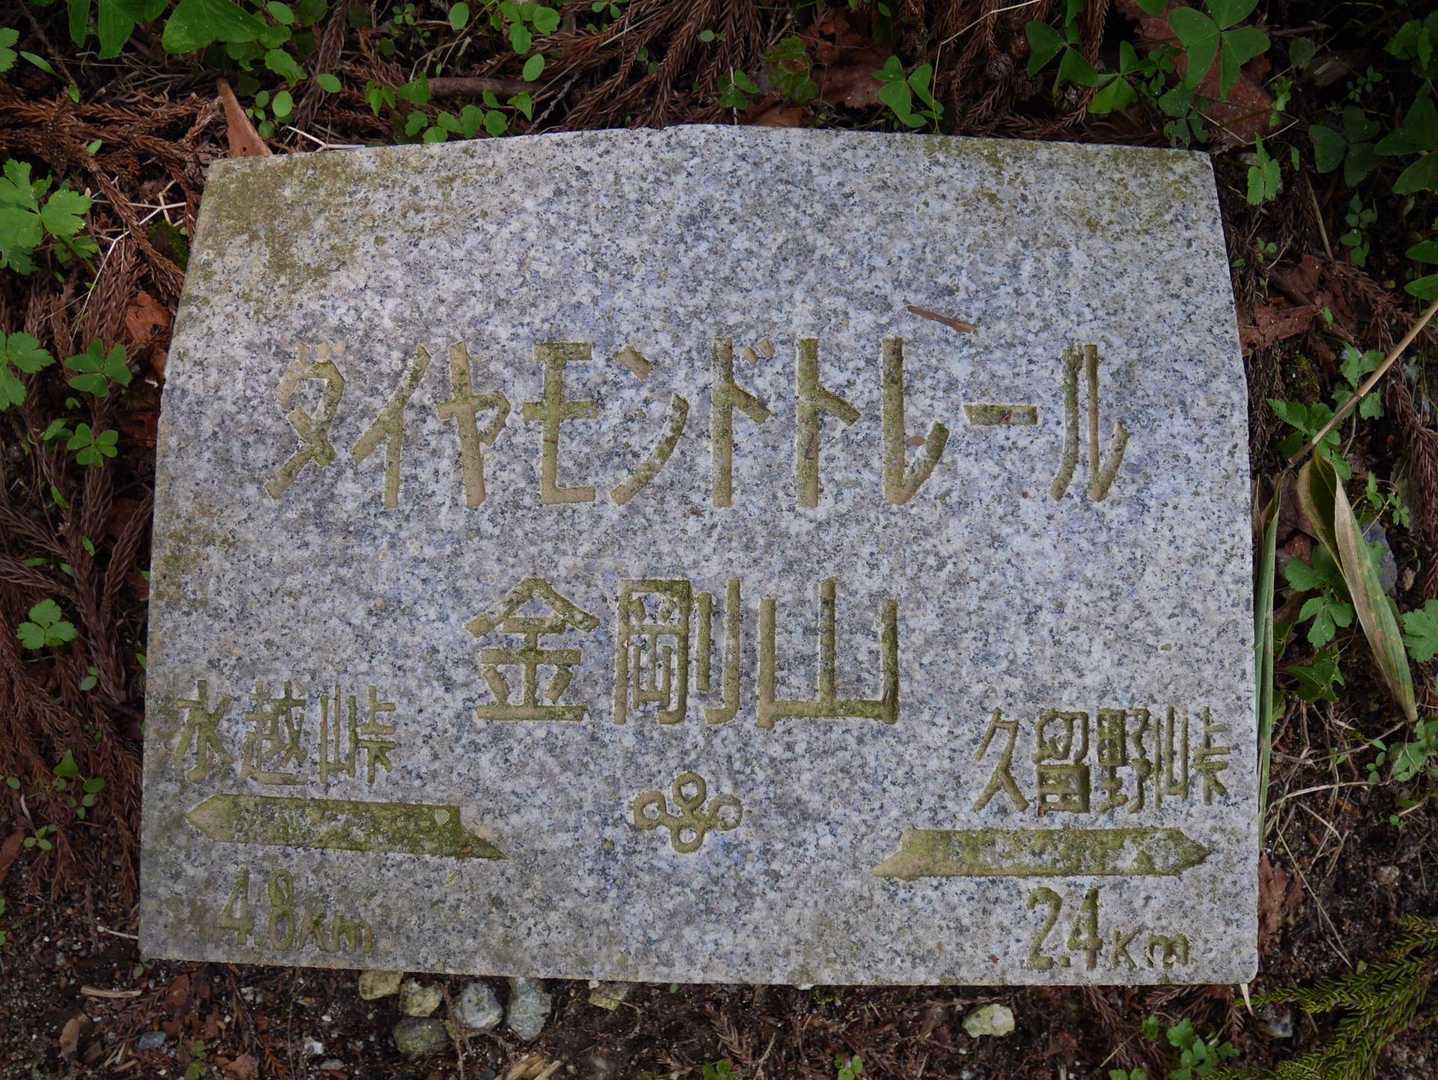 ダイヤモンドトレール
金剛山
水越峠
4.8Km
久留野峠
2.4Km